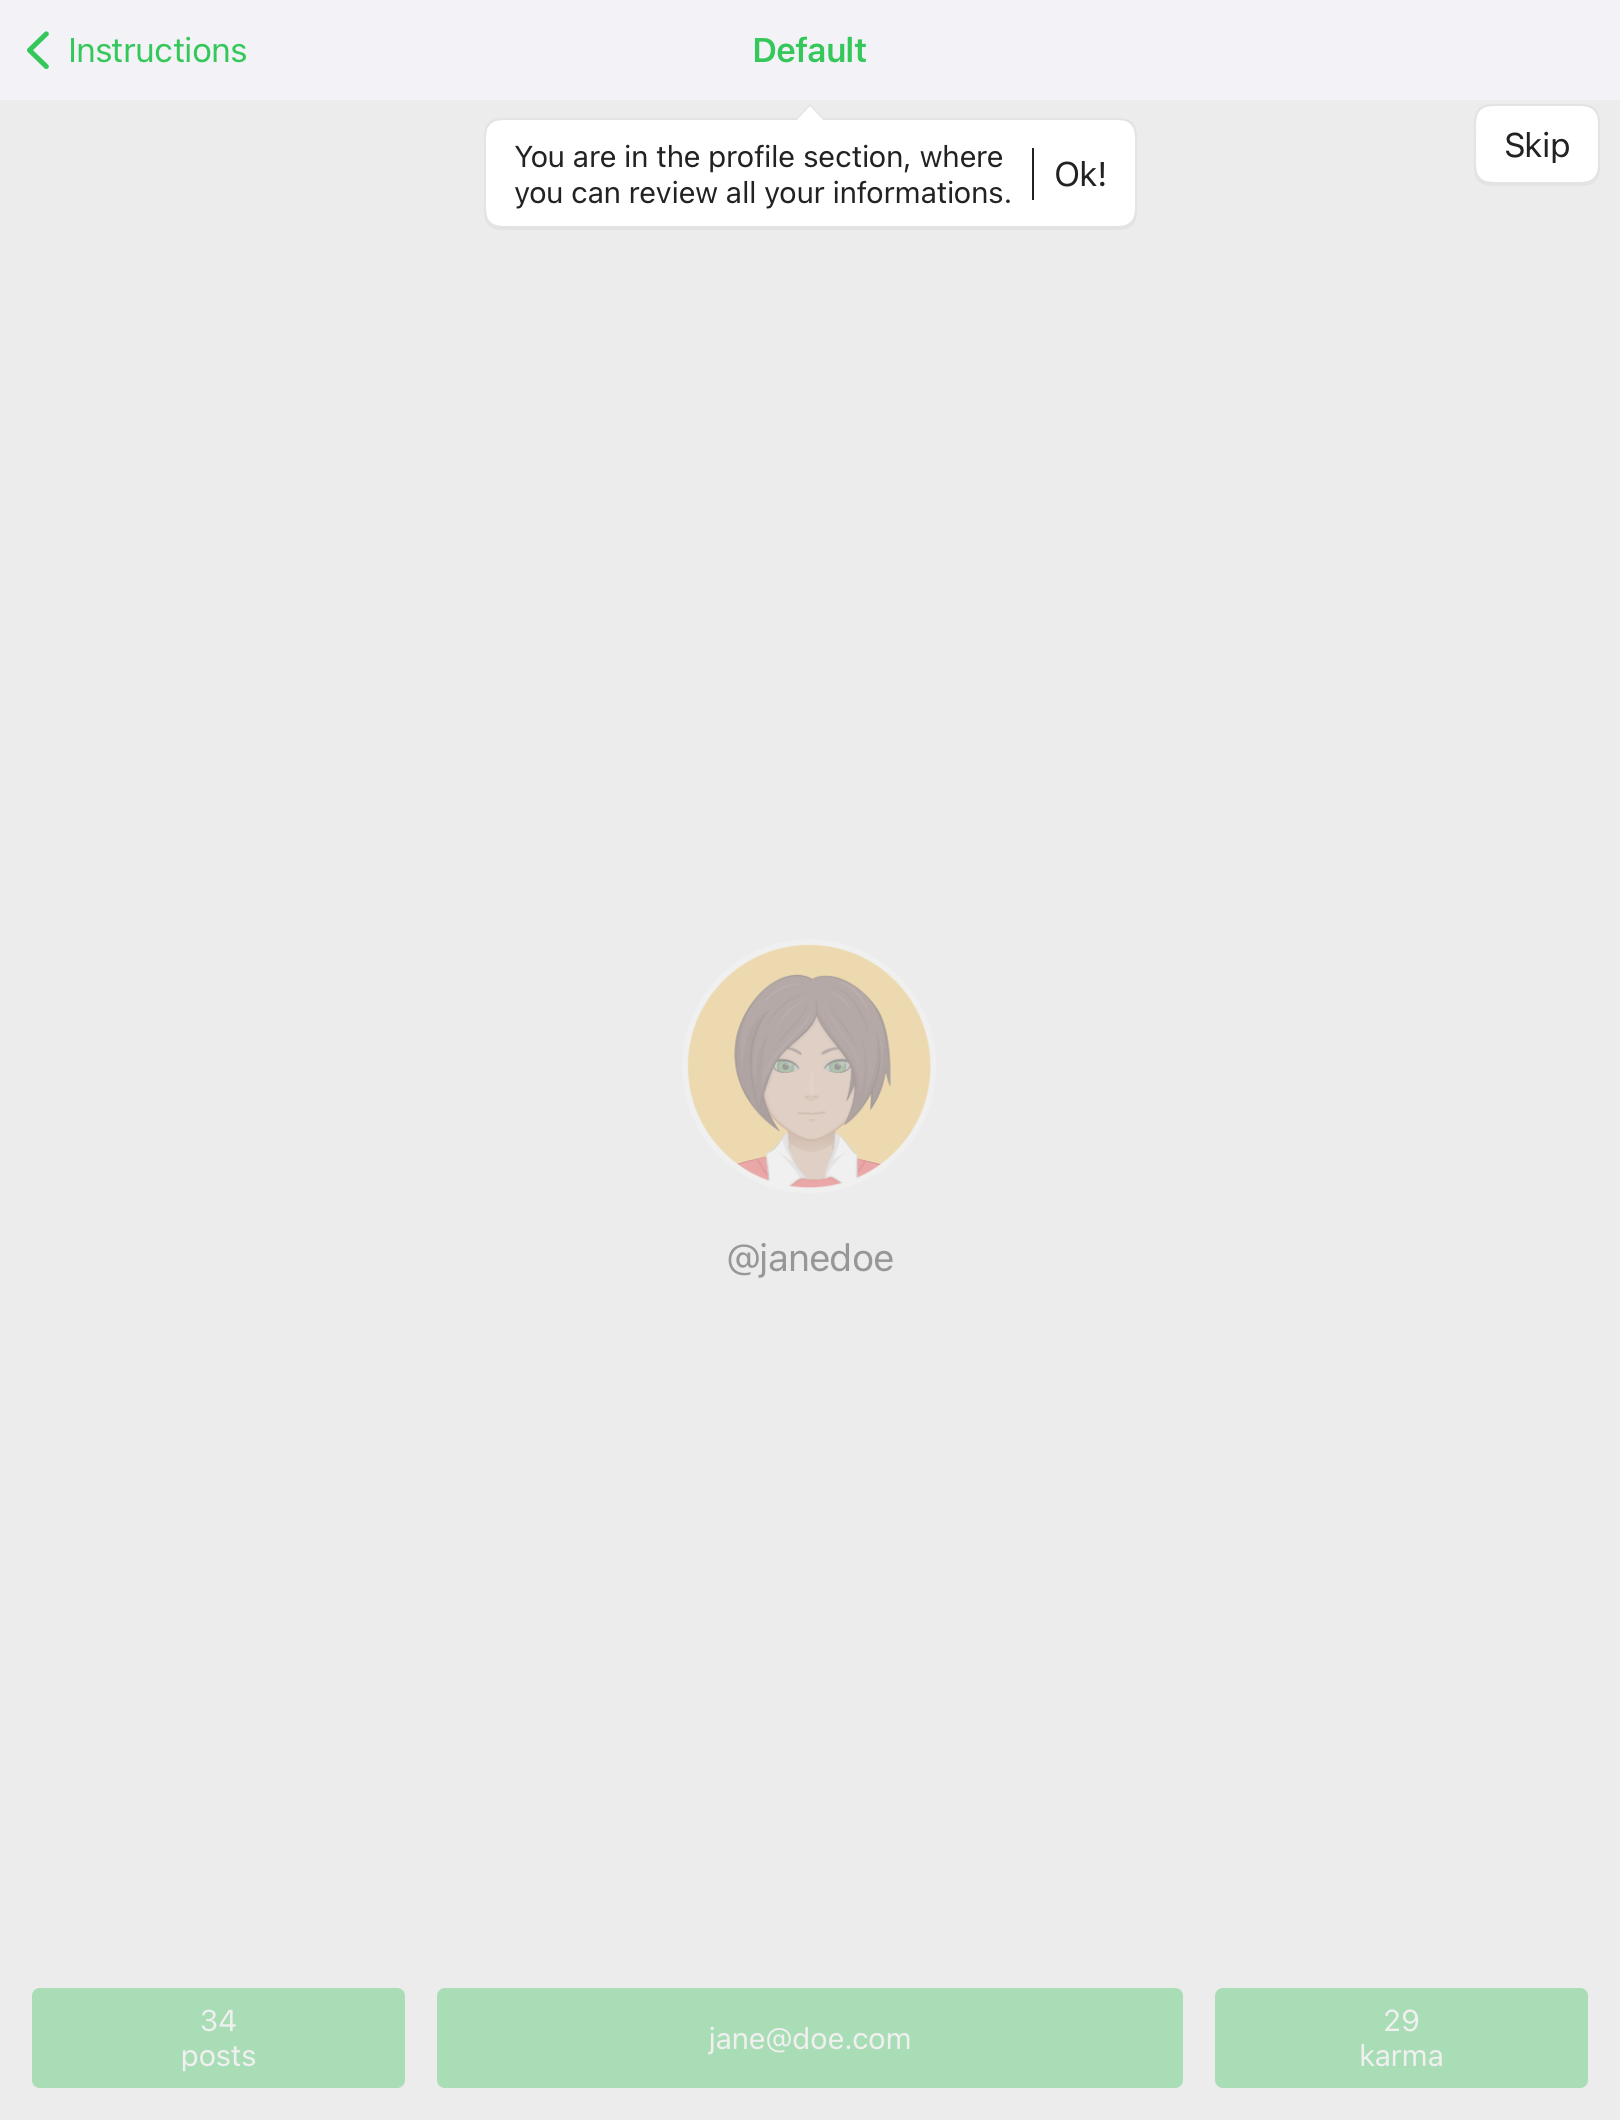 Instructions
Default
Skip
You are in the profile section, where
you can review all your informations.
Ok!
@janedoe
34
posts
jane@doe.com
29
karma